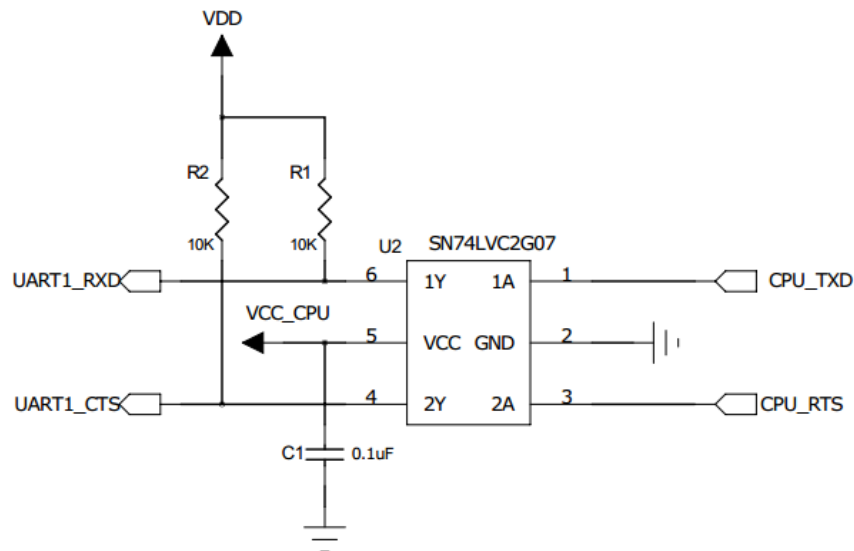 VDD
R2 R1
10K 10K
U2 SN74LVC2G07
UART1_RXD 6 1Y 1A 1 CPU_TXD
VCC_CPU 5 VCC GND 2
UART1_CTS 4 2Y 2A 3 CPU_RTS
C1 0.1uF